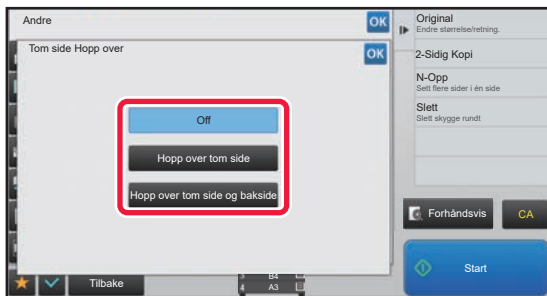 Andre
OK
Tom side Hopp over
OK
Off
Hopp over tom side
Hopp over tom side og bakside
Original
Endre størrelse/retning.
2-Sidig Kopi
N-Opp
Sett flere sider i én side
Slett
Slett skygge rundt
Forhåndsvis
CA
Start
Tilbake
3 B4
4 A3